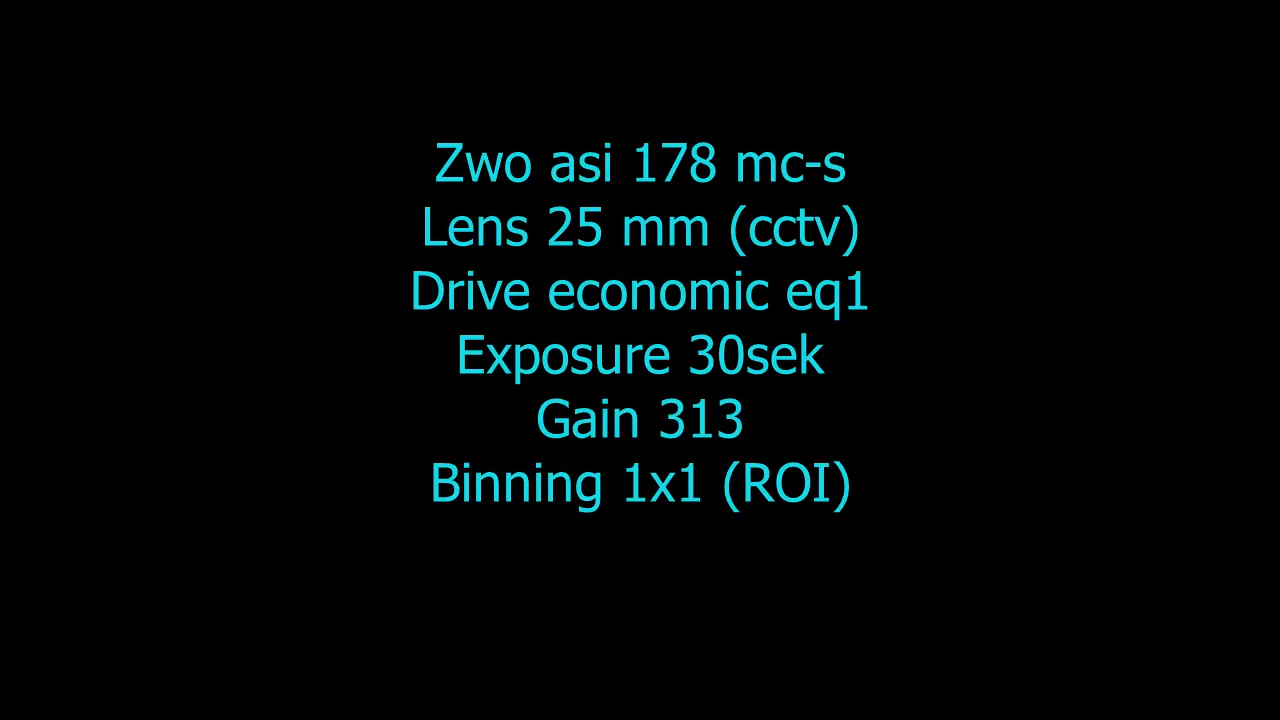 Zwo asi 178 mc-s
Lens 25 mm (cctv)
Drive economic eq1
Exposure 30sek
Gain 313
Binning 1x1 (ROI)